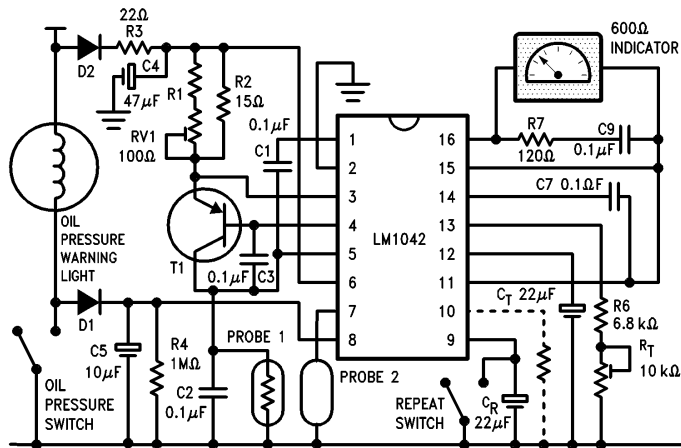 22Ω
R3
D2
C4
47μF
R1
R2
15Ω
RV1
100Ω
0.1μF
C1
T1
0.1μF
C3
OIL
PRESSURE
WARNING
LIGHT
D1
C5
10μF
R4
1MΩ
C2
0.1μF
PROBE 1
PROBE 2
OIL
PRESSURE
SWITCH
LM1042
1
2
3
4
5
6
7
8
16
15
14
13
12
11
10
9
600Ω
INDICATOR
R7
120Ω
C9
0.1μF
C7 0.1ΩF
CT 22μF
R6
6.8 kΩ
RT
10 kΩ
REPEAT
SWITCH
CR
22μF